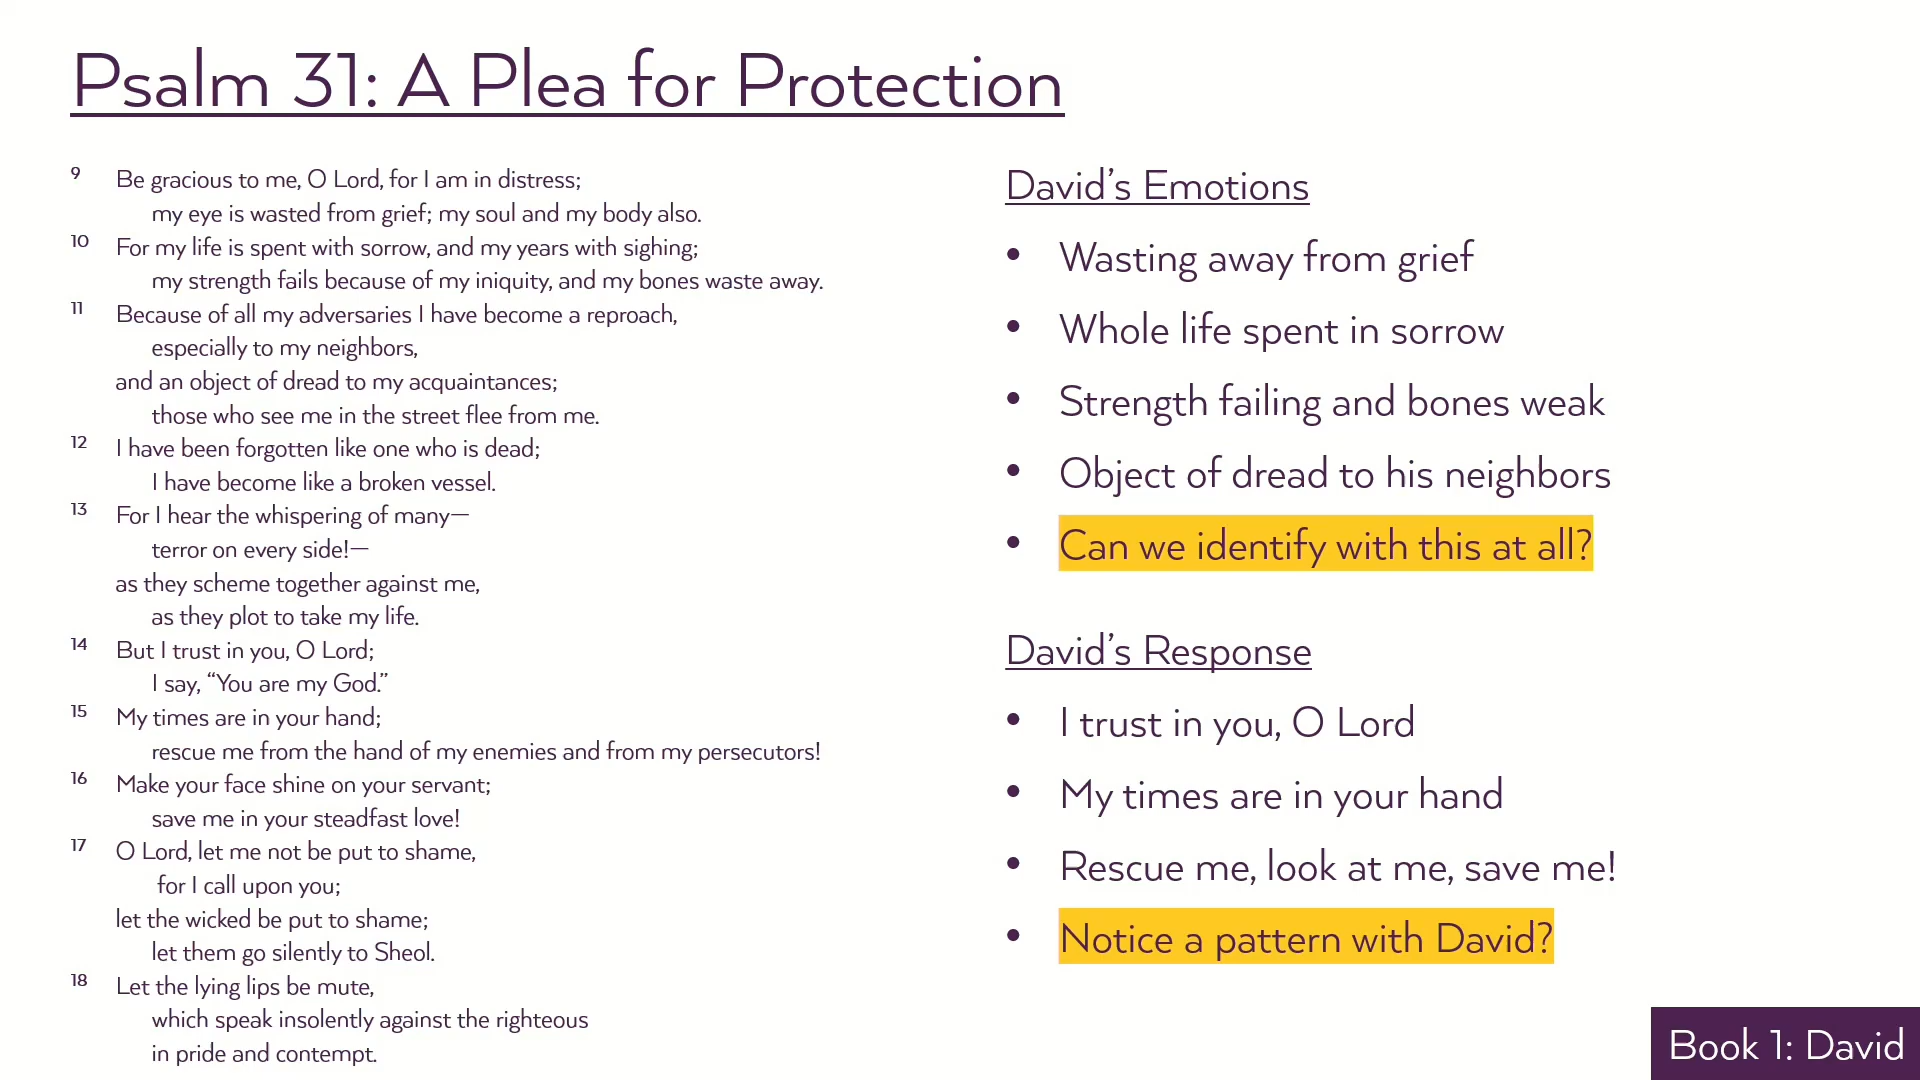 Psalm 31: A Plea for Protection
9 Be gracious to me, O Lord, for I am in distress;
my eye is wasted from grief; my soul and my body also.
10 For my life is spent with sorrow, and my years with sighing;
my strength fails because of my iniquity, and my bones waste away.
11 Because of all my adversaries I have become a reproach,
especially to my neighbors,
and an object of dread to my acquaintances;
those who see me in the street flee from me.
12 I have been forgotten like one who is dead;
I have become like a broken vessel.
13 For I hear the whispering of many—
terror on every side!—
as they scheme together against me,
as they plot to take my life.
14 But I trust in you, O Lord;
I say, “You are my God.”
15 My times are in your hand;
rescue me from the hand of my enemies and from my persecutors!
16 Make your face shine on your servant;
save me in your steadfast love!
17 O Lord, let me not be put to shame,
for I call upon you;
let the wicked be put to shame;
let them go silently to Sheol.
18 Let the lying lips be mute,
which speak insolently against the righteous
in pride and contempt.
David’s Emotions
• Wasting away from grief
• Whole life spent in sorrow
• Strength failing and bones weak
• Object of dread to his neighbors
• Can we identify with this at all?
David’s Response
• I trust in you, O Lord
• My times are in your hand
• Rescue me, look at me, save me!
• Notice a pattern with David?
Book 1: David